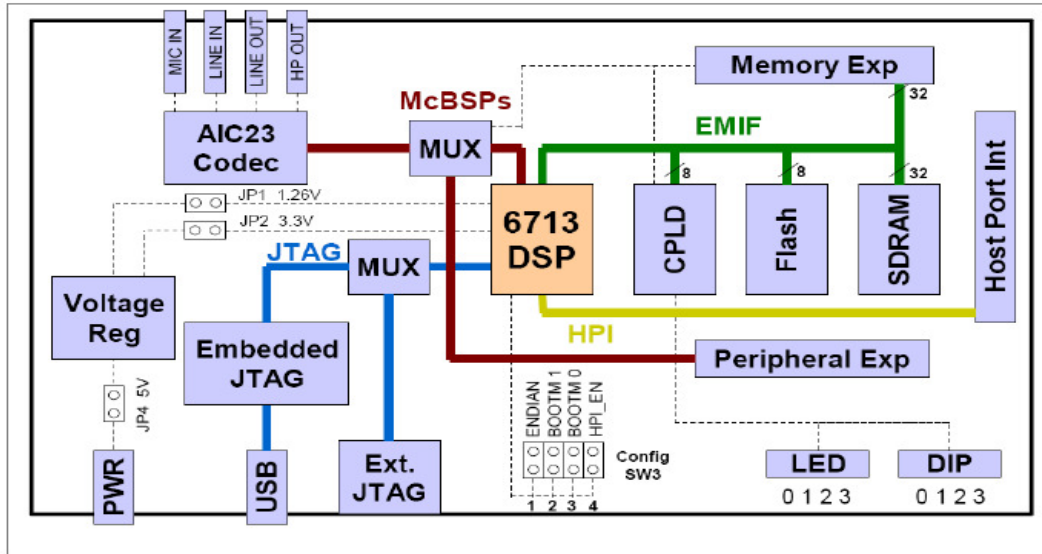 MIC IN
LINE IN
LINE OUT
HP OUT
Memory Exp
32
McBSPs
EMIF
AIC23
Codec
MUX
8
8
32
JP1 1.26V
JP2 3.3V
6713
DSP
CPLD
Flash
SDRAM
Host Port Int
JTAG
MUX
Voltage
Reg
HPI
Embedded
JTAG
Peripheral Exp
JP4 5V
ENDIAN
BOOTM 1
BOOTM 0
HPI_EN
Config
SW3
PWR
USB
Ext.
JTAG
1 2 3 4
LED
DIP
0 1 2 3
0 1 2 3